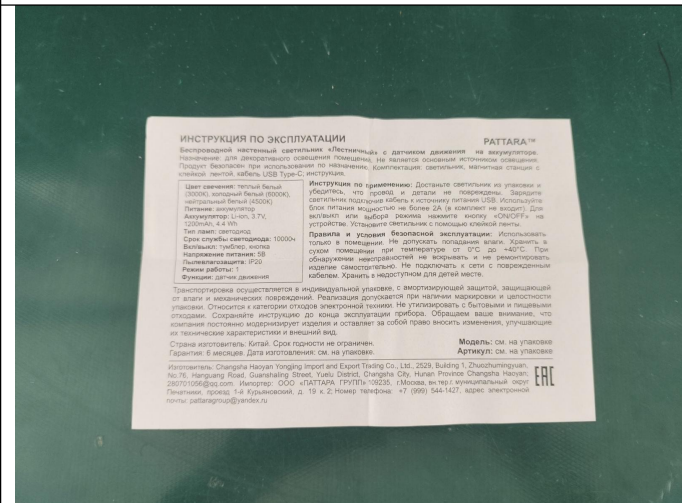 ИНСТРУКЦИЯ ПО ЭКСПЛУАТАЦИИ
PATTARA™
Беспроводной настенный светильник «Лестничный» с датчиком движения на аккумуляторе.
Назначение: для декоративного освещения помещений. Не является основным источником освещения.
Продукт безопасен при использовании по назначению. Комплектация: светильник, магнитная станция с
клейкой лентой, кабель USB Type-C, инструкция.
Цвет свечения: теплый белый
(3000К), холодный белый (6000К),
нейтральный белый (4500К)
Питание: аккумулятор
Аккумулятор: Li-ion, 3.7V,
1200mAh, 4.4 Wh
Тип ламп: светодиод
Срок службы светодиода: 10000ч
Вкл/выкл: тумблер, кнопка
Напряжение питания: 5В
Пылевлагозащита: IP20
Режим работы: 1
Функции: датчик движения
Инструкция по применению: Достаньте светильник из упаковки и
убедитесь, что провод и детали не повреждены. Зарядите
светильник подключив кабель к источнику питания USB. Используйте
блок питания мощностью не более 2А (в комплект не входит). Для
вкл/выкл или выбора режима нажмите кнопку «ON/OFF» на
устройстве. Установите светильник с помощью клейкой ленты.
Правила и условия безопасной эксплуатации: Использовать
только в помещении. Не допускать попадания влаги. Хранить в
сухом помещении при температуре от 0°С до +40°С. При
обнаружении неисправностей не вскрывать и не ремонтировать
изделие самостоятельно. Не подключать к сети с поврежденным
кабелем. Хранить в недоступном для детей месте.
Транспортировка осуществляется в индивидуальной упаковке, с амортизирующей защитой, защищающей
от влаги и механических повреждений. Реализация допускается при наличии маркировки и целостности
упаковки. Относится к категории отходов электронной техники. Не утилизировать с бытовыми и пищевыми
отходами. Сохраняйте инструкцию до конца эксплуатации прибора. Обращаем ваше внимание, что
компания постоянно модернизирует изделия и оставляет за собой право вносить изменения, улучшающие
их технические характеристики и внешний вид.
Страна изготовитель: Китай. Срок годности не ограничен.
Гарантия: 6 месяцев. Дата изготовления: см. на упаковке.
Модель: см. на упаковке
Артикул: см. на упаковке
Изготовитель: Changsha Haoyan Yongjing Import and Export Trading Co., Ltd., 2529, Building 1, Zhuozhumingyuan,
No.76, Hanguang Road, Guanshaling Street, Yuelu District, Changsha City, Hunan Province Changsha Haoyan;
280701056@qq.com. Импортер: ООО «ПАТТАРА ГРУПП» 109235, г.Москва, вн.тер.г. муниципальный округ
Печатники, проезд 1-й Курьяновский, д. 19 к 2; Номер телефона: +7 (999) 544-1427, адрес электронной
почты: pattaragroup@yandex.ru
EAC